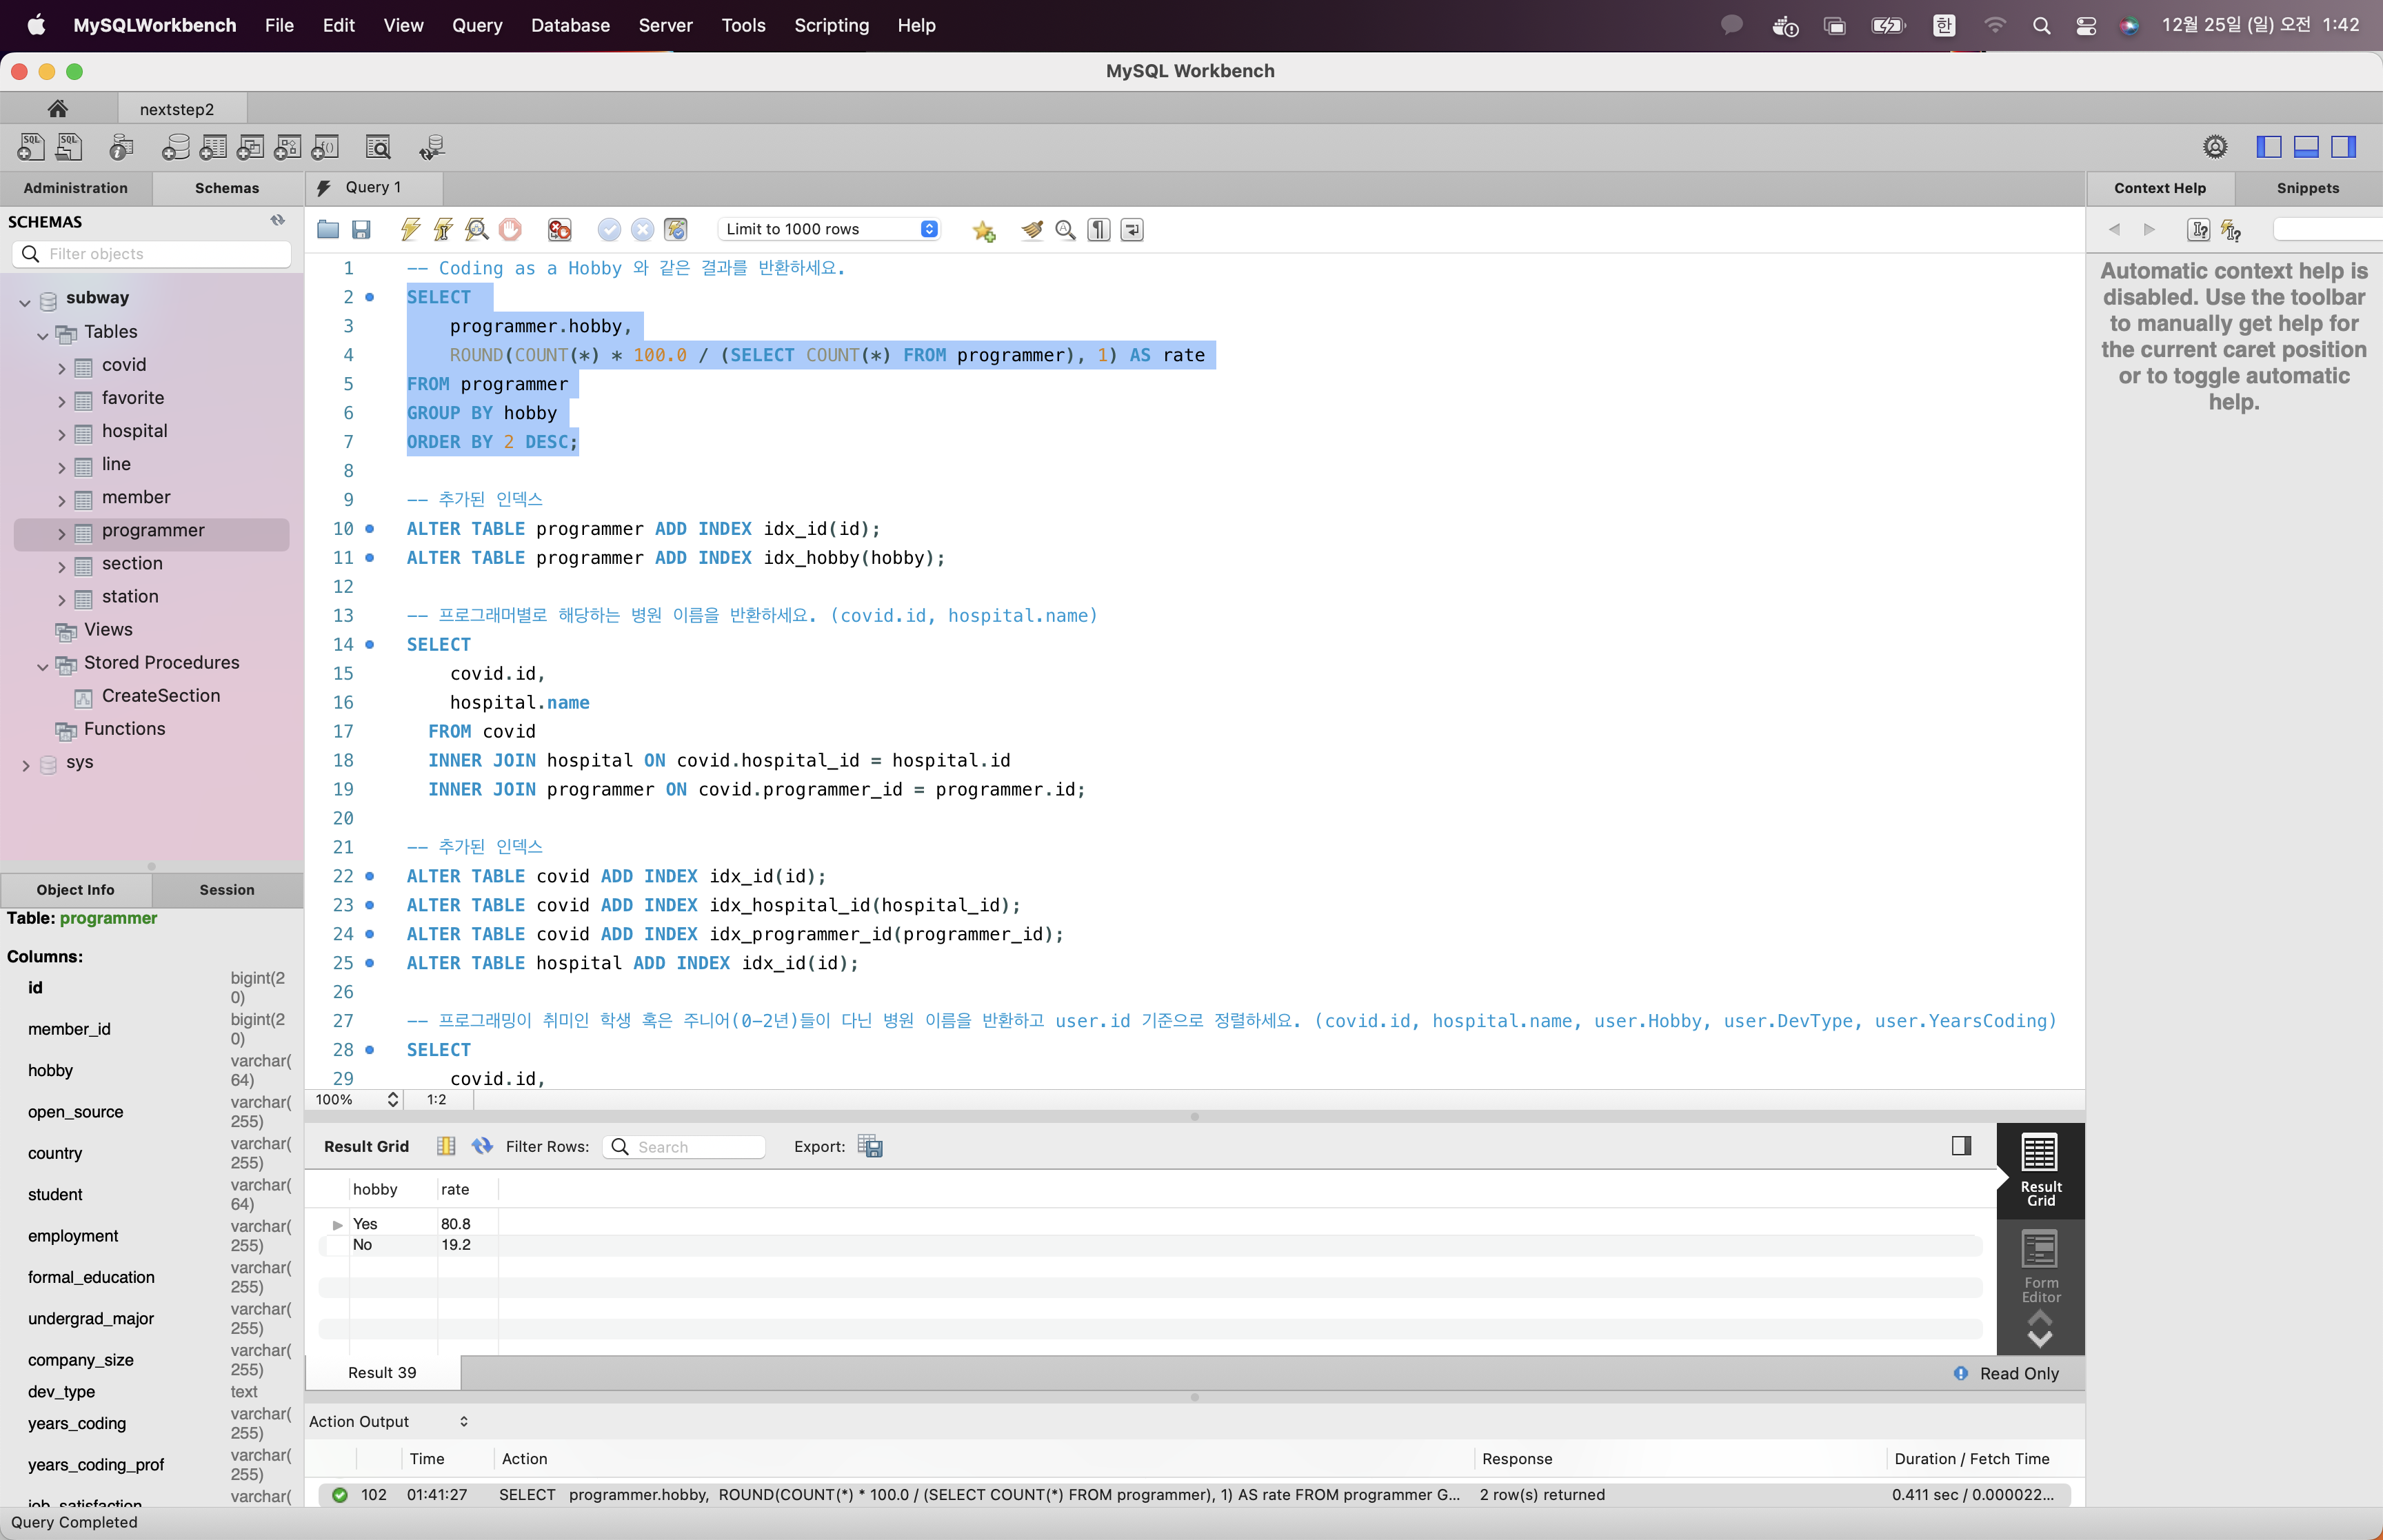 MySQLWorkbench File Edit View Query Database Server Tools Scripting Help 한 12월 25일 (일) 오전 1:42
MySQL Workbench
nextstep2
Administration Schemas
Query 1
Context Help Snippets
SCHEMAS
Filter objects
subway
Tables
covid
favorite
hospital
line
member
programmer
section
station
Views
Stored Procedures
CreateSection
Functions
sys
Object Info Session
Table: programmer
Columns:
id bigint(20)
member_id bigint(20)
hobby varchar(64)
open_source varchar(255)
country varchar(255)
student varchar(64)
employment varchar(255)
formal_education varchar(255)
undergrad_major varchar(255)
company_size varchar(255)
dev_type text
years_coding varchar(255)
years_coding_prof varchar(255)
job_satisfaction varchar(
Limit to 1000 rows
1 -- Coding as a Hobby 와 같은 결과를 반환하세요.
2 SELECT
3 programmer.hobby,
4 ROUND(COUNT(*) * 100.0 / (SELECT COUNT(*) FROM programmer), 1) AS rate
5 FROM programmer
6 GROUP BY hobby
7 ORDER BY 2 DESC;
8
9 -- 추가된 인덱스
10 ALTER TABLE programmer ADD INDEX idx_id(id);
11 ALTER TABLE programmer ADD INDEX idx_hobby(hobby);
12
13 -- 프로그래머별로 해당하는 병원 이름을 반환하세요. (covid.id, hospital.name)
14 SELECT
15 covid.id,
16 hospital.name
17 FROM covid
18 INNER JOIN hospital ON covid.hospital_id = hospital.id
19 INNER JOIN programmer ON covid.programmer_id = programmer.id;
20
21 -- 추가된 인덱스
22 ALTER TABLE covid ADD INDEX idx_id(id);
23 ALTER TABLE covid ADD INDEX idx_hospital_id(hospital_id);
24 ALTER TABLE covid ADD INDEX idx_programmer_id(programmer_id);
25 ALTER TABLE hospital ADD INDEX idx_id(id);
26
27 -- 프로그래밍이 취미인 학생 혹은 주니어(0-2년)들이 다닌 병원 이름을 반환하고 user.id 기준으로 정렬하세요. (covid.id, hospital.name, user.Hobby, user.DevType, user.YearsCoding)
28 SELECT
29 covid.id,
100% 1:2
Automatic context help is
disabled. Use the toolbar
to manually get help for
the current caret position
or to toggle automatic
help.
Result Grid Filter Rows: Search Export:
hobby rate
Yes 80.8
No 19.2
Result
Grid
Form
Editor
Result 39
Read Only
Action Output
Time Action Response Duration / Fetch Time
102 01:41:27 SELECT programmer.hobby, ROUND(COUNT(*) * 100.0 / (SELECT COUNT(*) FROM programmer), 1) AS rate FROM programmer G... 2 row(s) returned 0.411 sec / 0.000022...
Query Completed